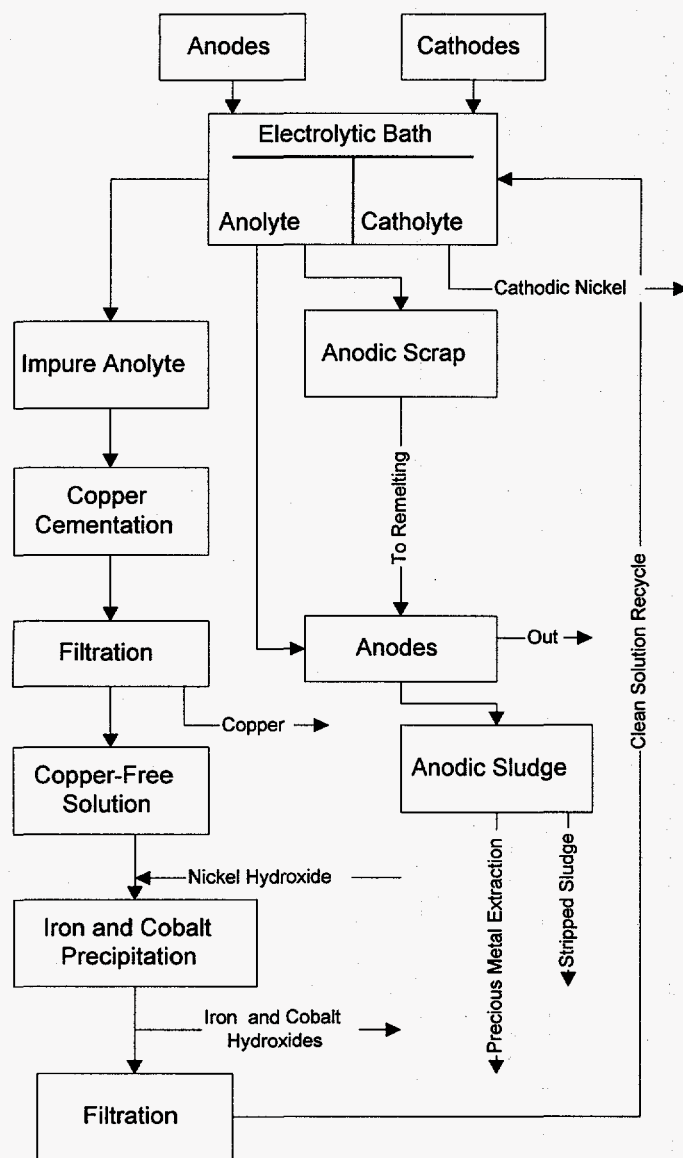 Anodes
Cathodes
Electrolytic Bath
Anolyte
Catholyte
Cathodic Nickel
Impure Anolyte
Anodic Scrap
Copper
Cementation
To Remelting
Clean Solution Recycle
Filtration
Anodes
Out
Copper
Copper-Free
Solution
Anodic Sludge
Nickel Hydroxide
Precious Metal Extraction
Stripped Sludge
Iron and Cobalt
Precipitation
Iron and Cobalt
Hydroxides
Filtration